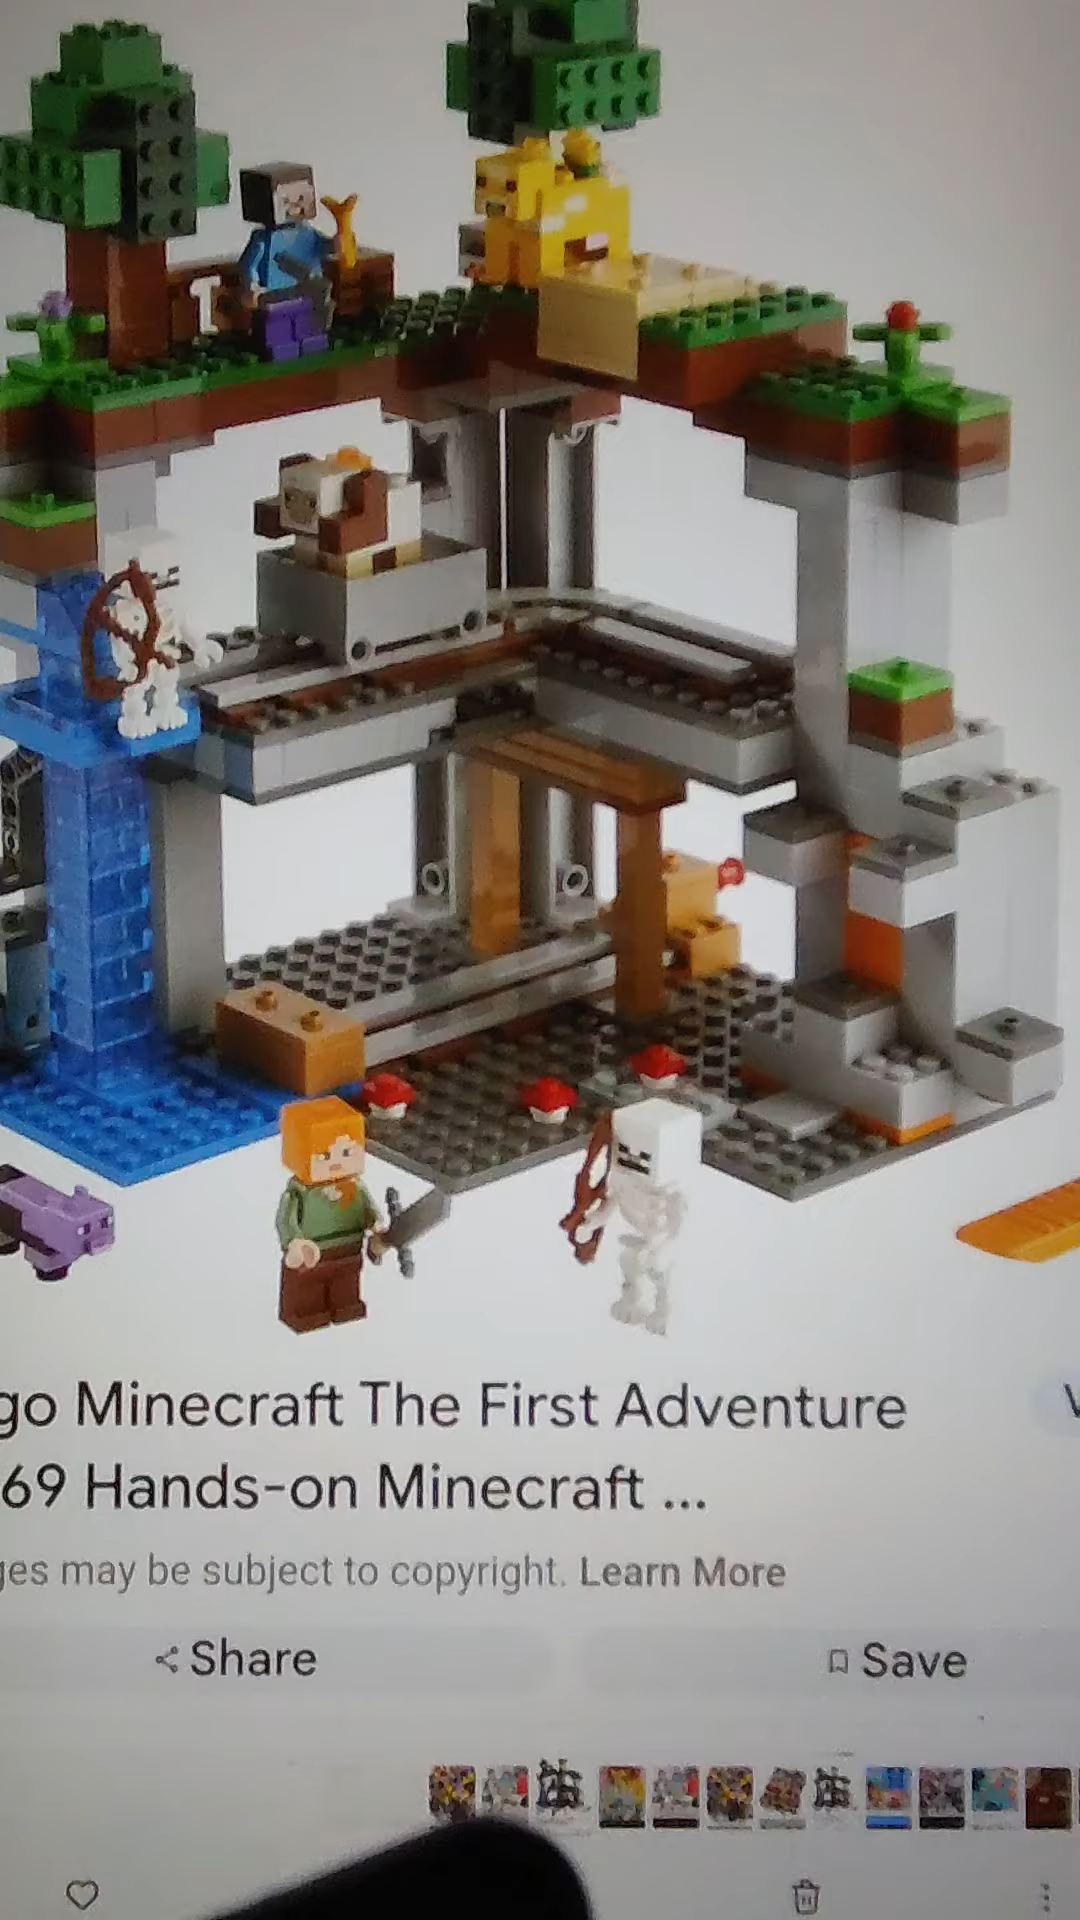 go Minecraft The First Adventure
69 Hands-on Minecraft ...
ges may be subject to copyright. Learn More
Share
Save